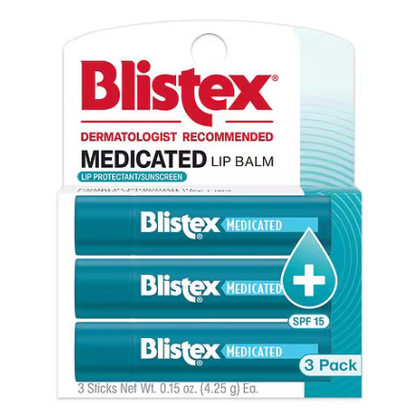 Blistex®
DERMATOLOGIST RECOMMENDED
MEDICATED LIP BALM
LIP PROTECTANT/SUNSCREEN
Blistex MEDICATED
Blistex MEDICATED
SPF 15
Blistex MEDICATED
3 Pack
3 Sticks Net Wt. 0.15 oz. (4.25 g) Ea.